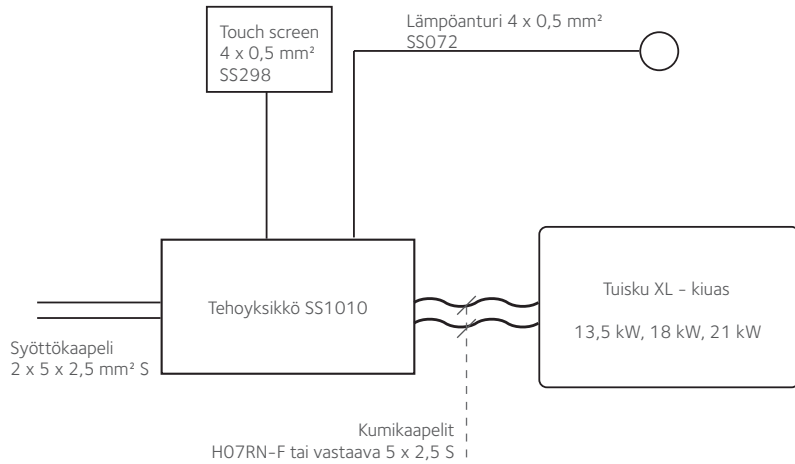 Touch screen
4 x 0,5 mm²
SS298
Lämpöanturi 4 x 0,5 mm²
SS072
Tehoyksikkö SS1010
Tuisku XL - kiuas
13,5 kW, 18 kW, 21 kW
Syöttökaapeli
2 x 5 x 2,5 mm² S
Kumikaapelit
H07RN-F tai vastaava 5 x 2,5 S